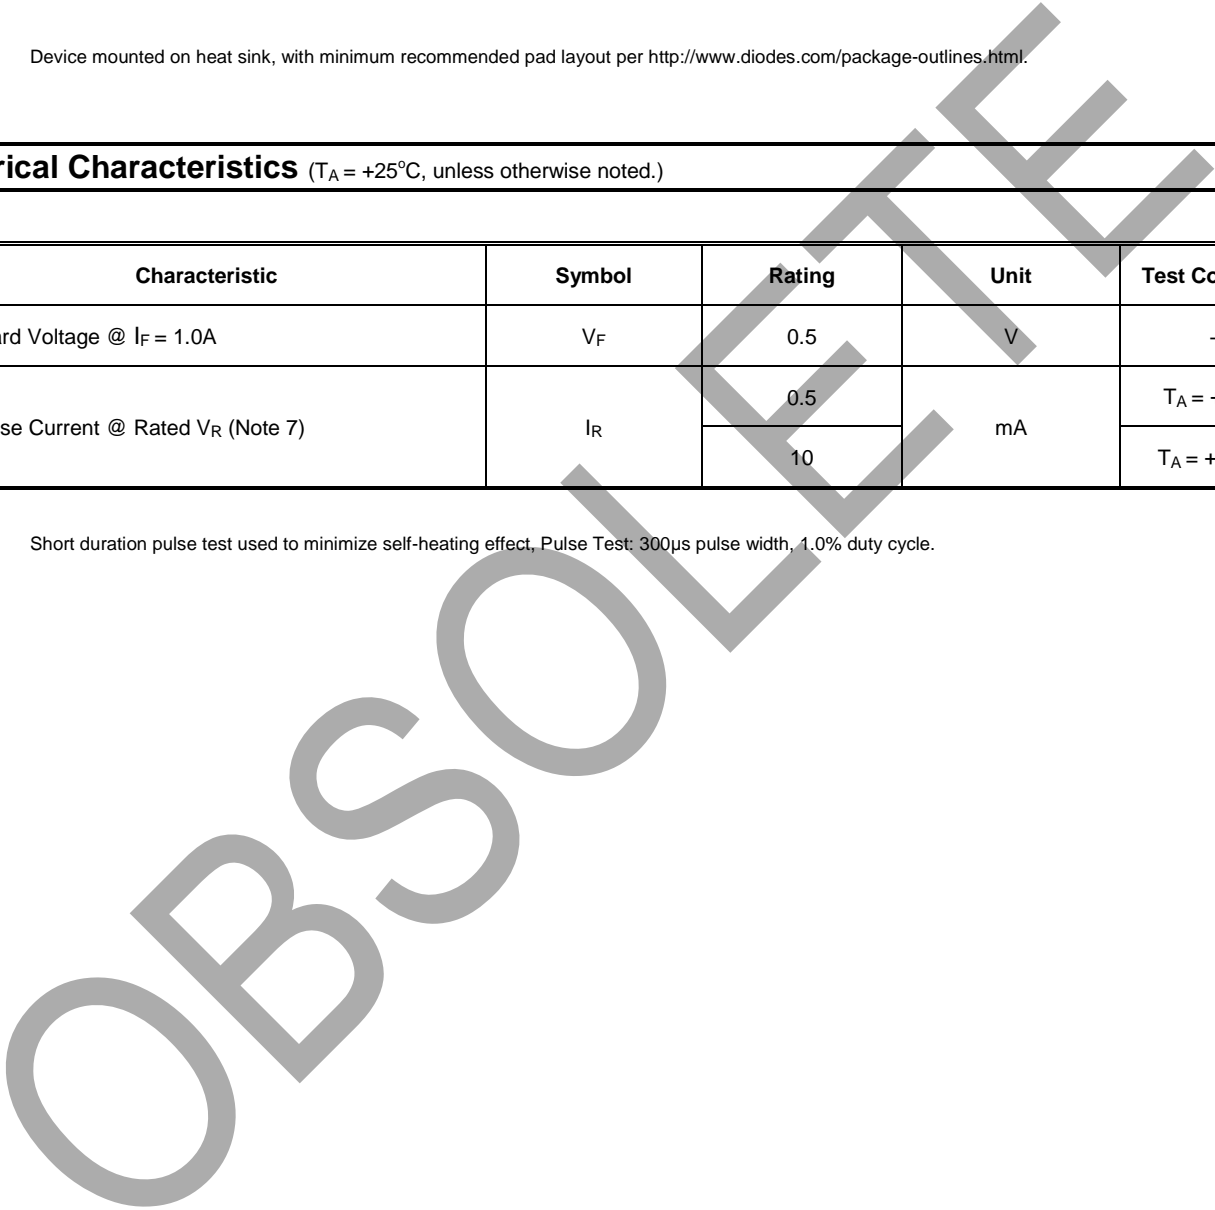 Device mounted on heat sink, with minimum recommended pad layout per http://www.diodes.com/package-outlines.html.
rical Characteristics (TA = +25°C, unless otherwise noted.)
Characteristic Symbol Rating Unit Test Co
rd Voltage @ IF = 1.0A VF 0.5 V -
se Current @ Rated VR (Note 7) IR 0.5 mA TA = -
10 TA = +
Short duration pulse test used to minimize self-heating effect, Pulse Test: 300µs pulse width, 1.0% duty cycle.
OBSOLETE